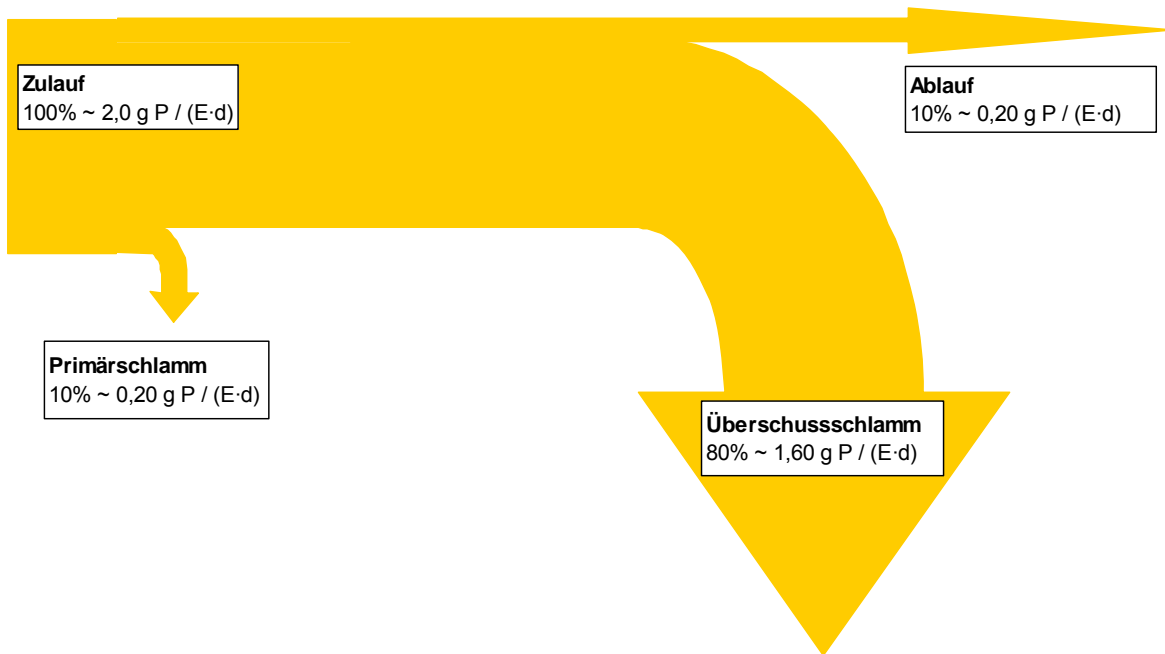 Zulauf
100% ~ 2,0 g P / (E·d)
Ablauf
10% ~ 0,20 g P / (E·d)
Primärschlamm
10% ~ 0,20 g P / (E·d)
Überschussschlamm
80% ~ 1,60 g P / (E·d)